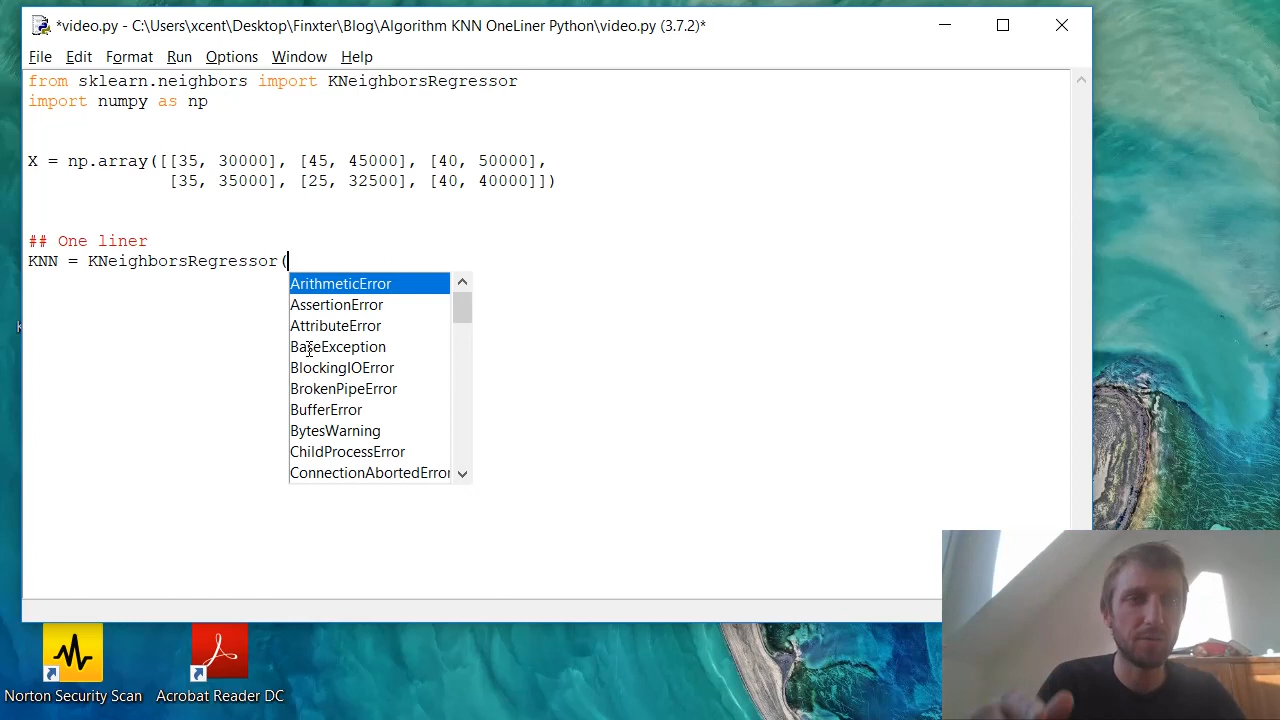 *video.py - C:\Users\xcent\Desktop\Finxter\Blog\Algorithm KNN OneLiner Python\video.py (3.7.2)*
File Edit Format Run Options Window Help
from sklearn.neighbors import KNeighborsRegressor
import numpy as np
X = np.array([[35, 30000], [45, 45000], [40, 50000],
[35, 35000], [25, 32500], [40, 40000]])
## One liner
KNN = KNeighborsRegressor(
ArithmeticError
AssertionError
AttributeError
BaseException
BlockingIOError
BrokenPipeError
BufferError
BytesWarning
ChildProcessError
ConnectionAbortedError
Norton Security Scan
Acrobat Reader DC